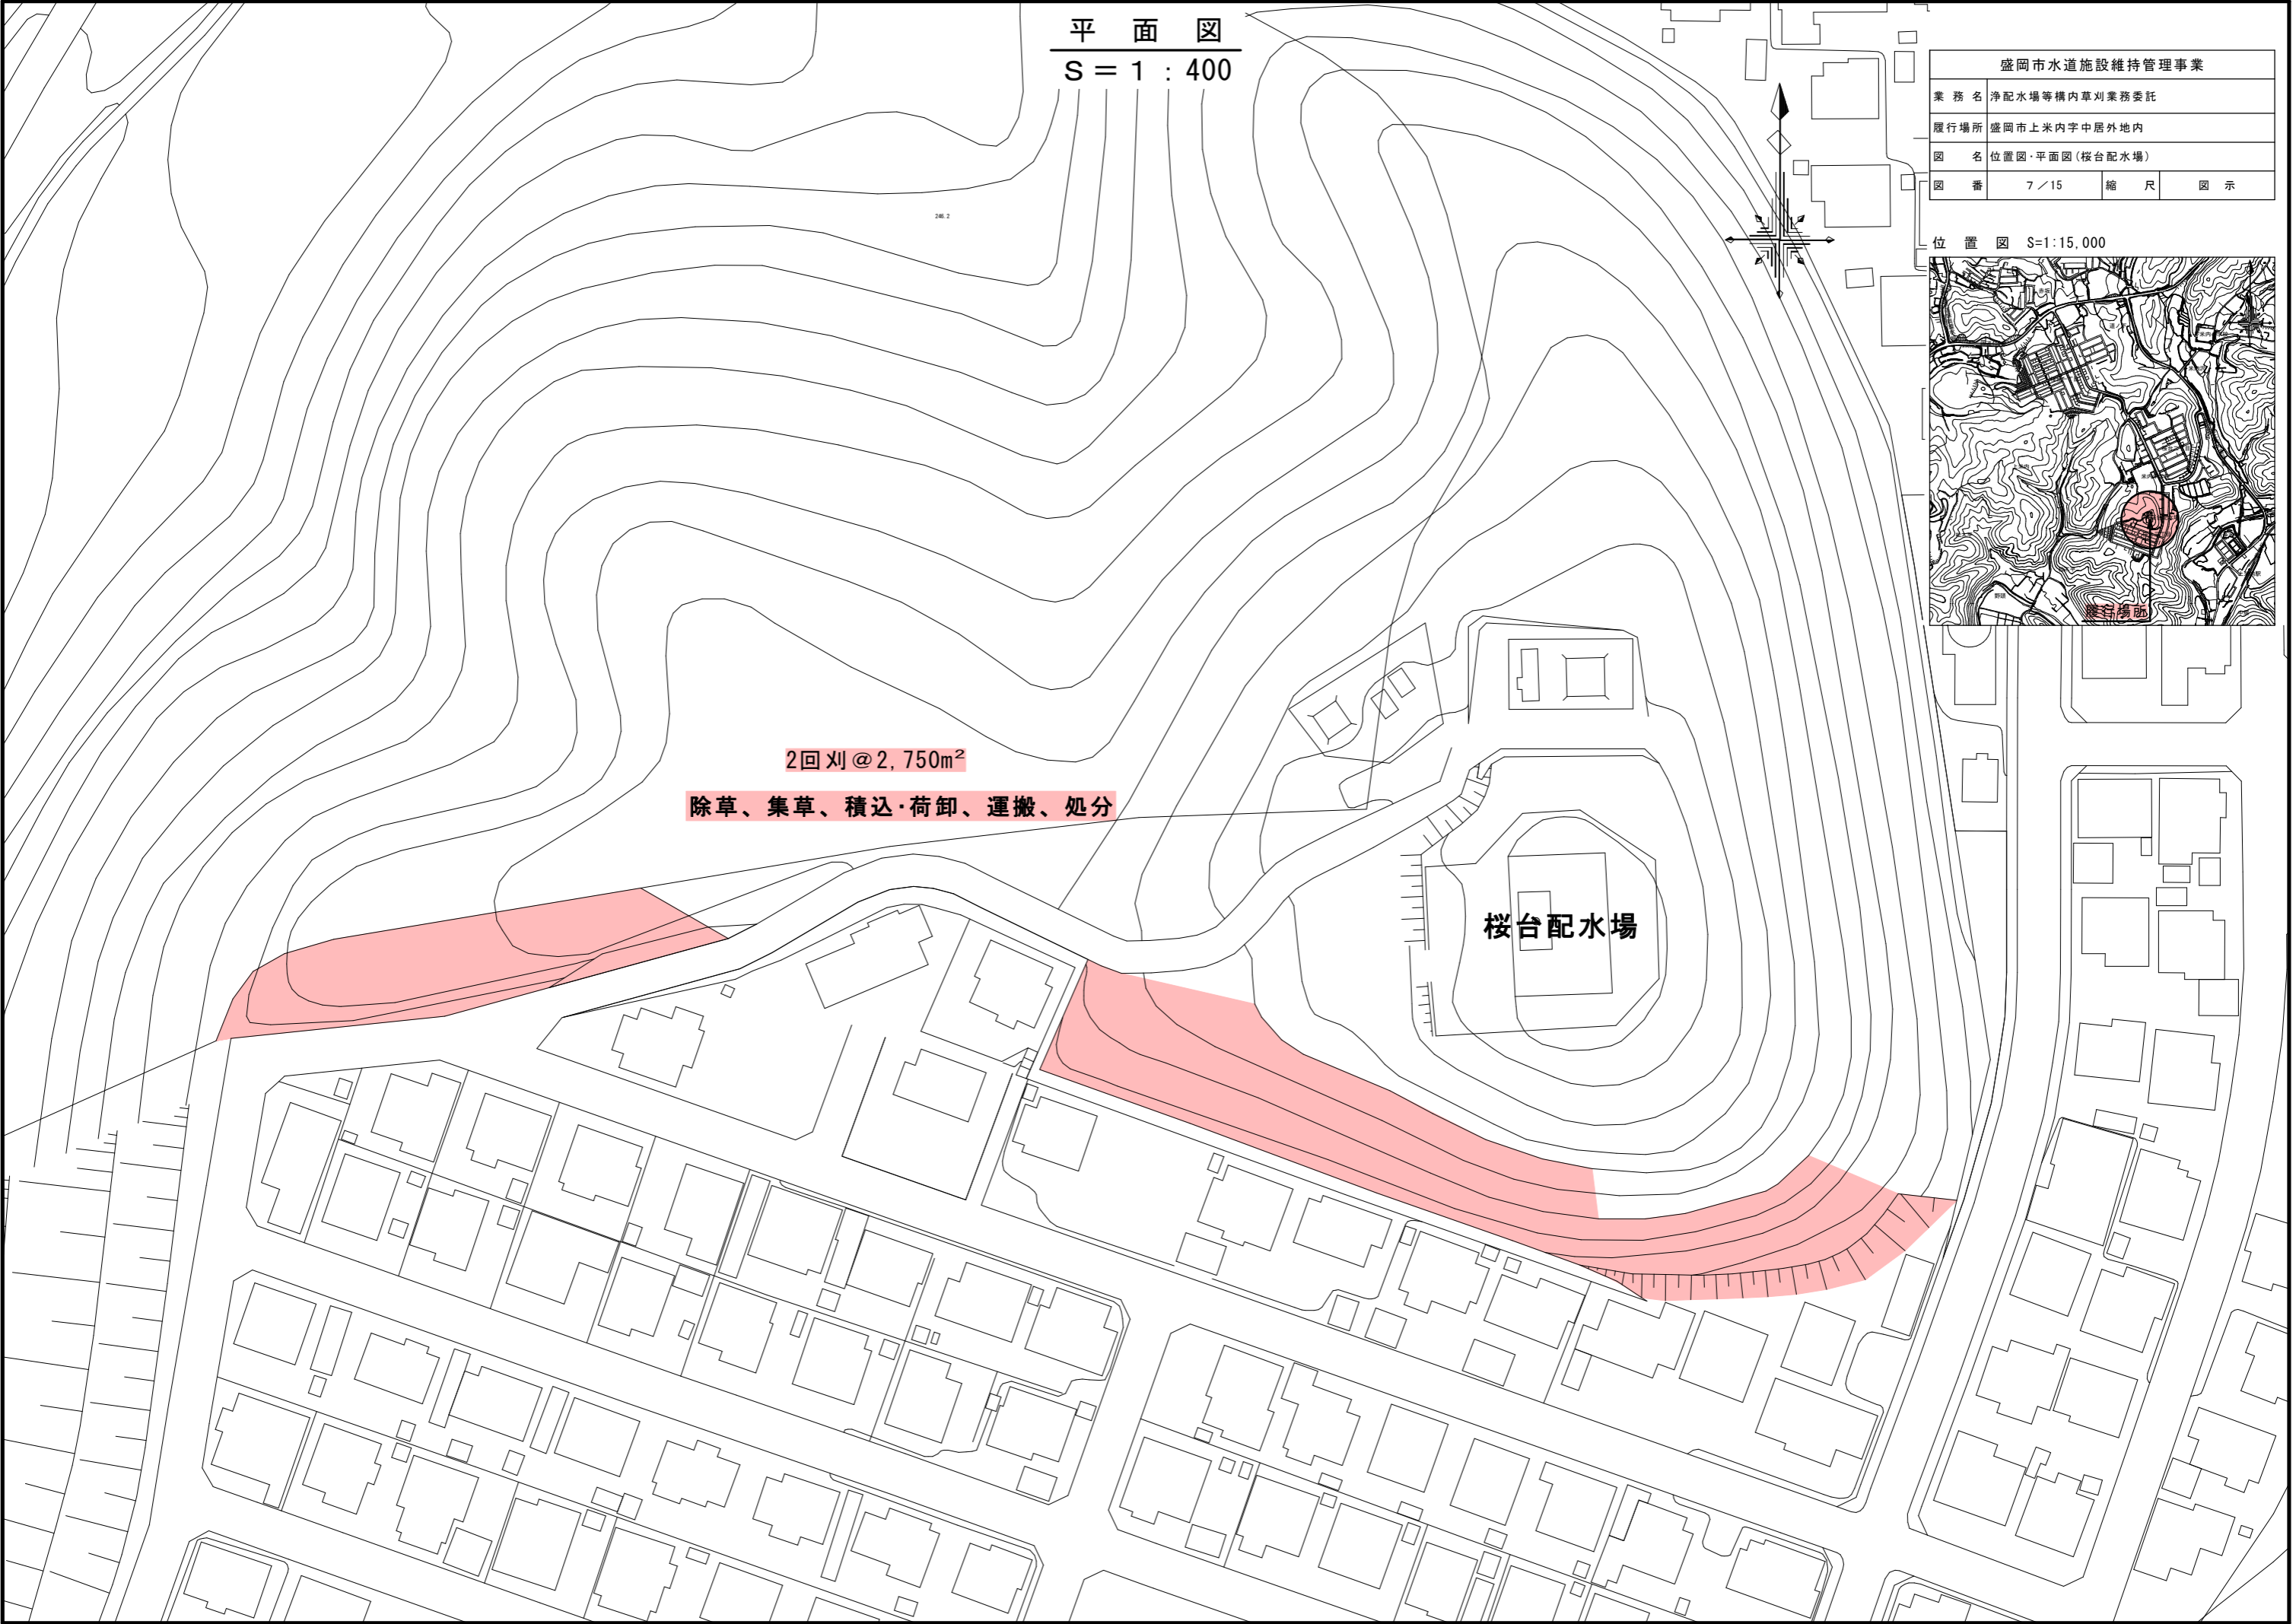 平面図
S＝1：400
盛岡市水道施設維持管理事業
業務名 浄配水場等構内草刈業務委託
履行場所 盛岡市上米内字中居外地内
図名 位置図･平面図(桜台配水場)
図番 7／15 縮尺 図示
位置図 S=1:15,000
履行場所
246.2
2回刈@2,750m²
除草、集草、積込･荷卸、運搬、処分
桜台配水場